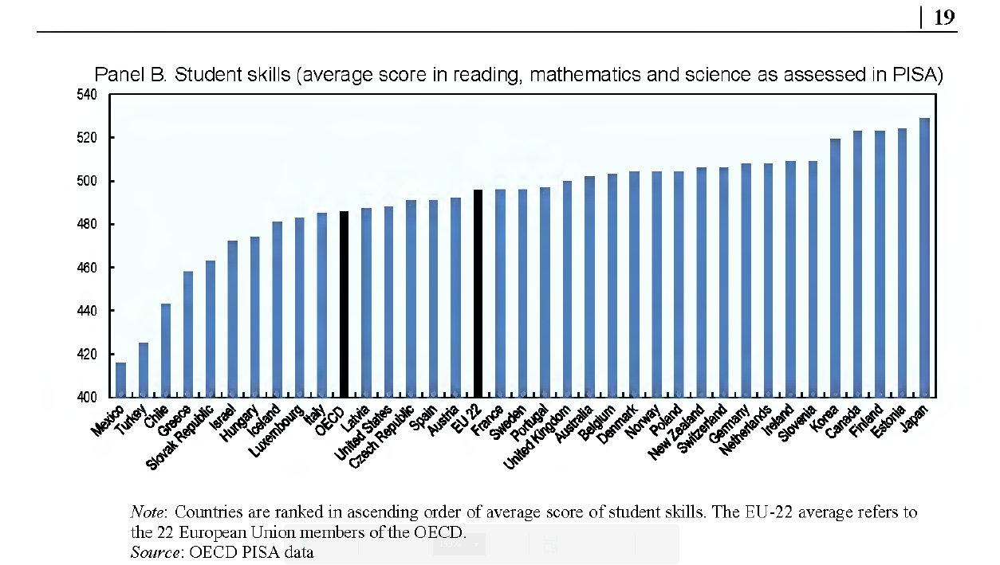 | 19
Panel B. Student skills (average score in reading, mathematics and science as assessed in PISA)
540
520
500
480
460
440
420
400
Mexico
Turkey
Chile
Greece
Slovak Republic
Israel
Hungary
Iceland
Luxembourg
Italy
OECD
Latvia
United States
Czech Republic
Spain
Austria
EU 22
France
Sweden
Portugal
United Kingdom
Australia
Belgium
Denmark
Norway
Poland
New Zealand
Switzerland
Germany
Netherlands
Ireland
Slovenia
Korea
Canada
Finland
Estonia
Japan
Note: Countries are ranked in ascending order of average score of student skills. The EU-22 average refers to
the 22 European Union members of the OECD.
Source: OECD PISA data